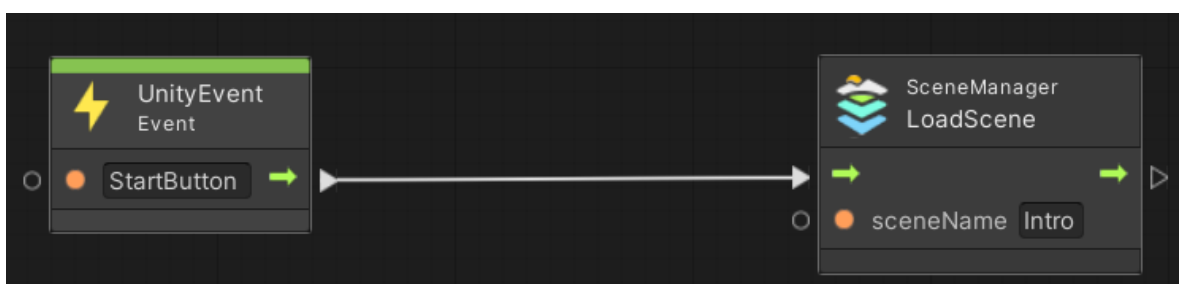 UnityEvent
Event
StartButton
SceneManager
LoadScene
sceneName Intro